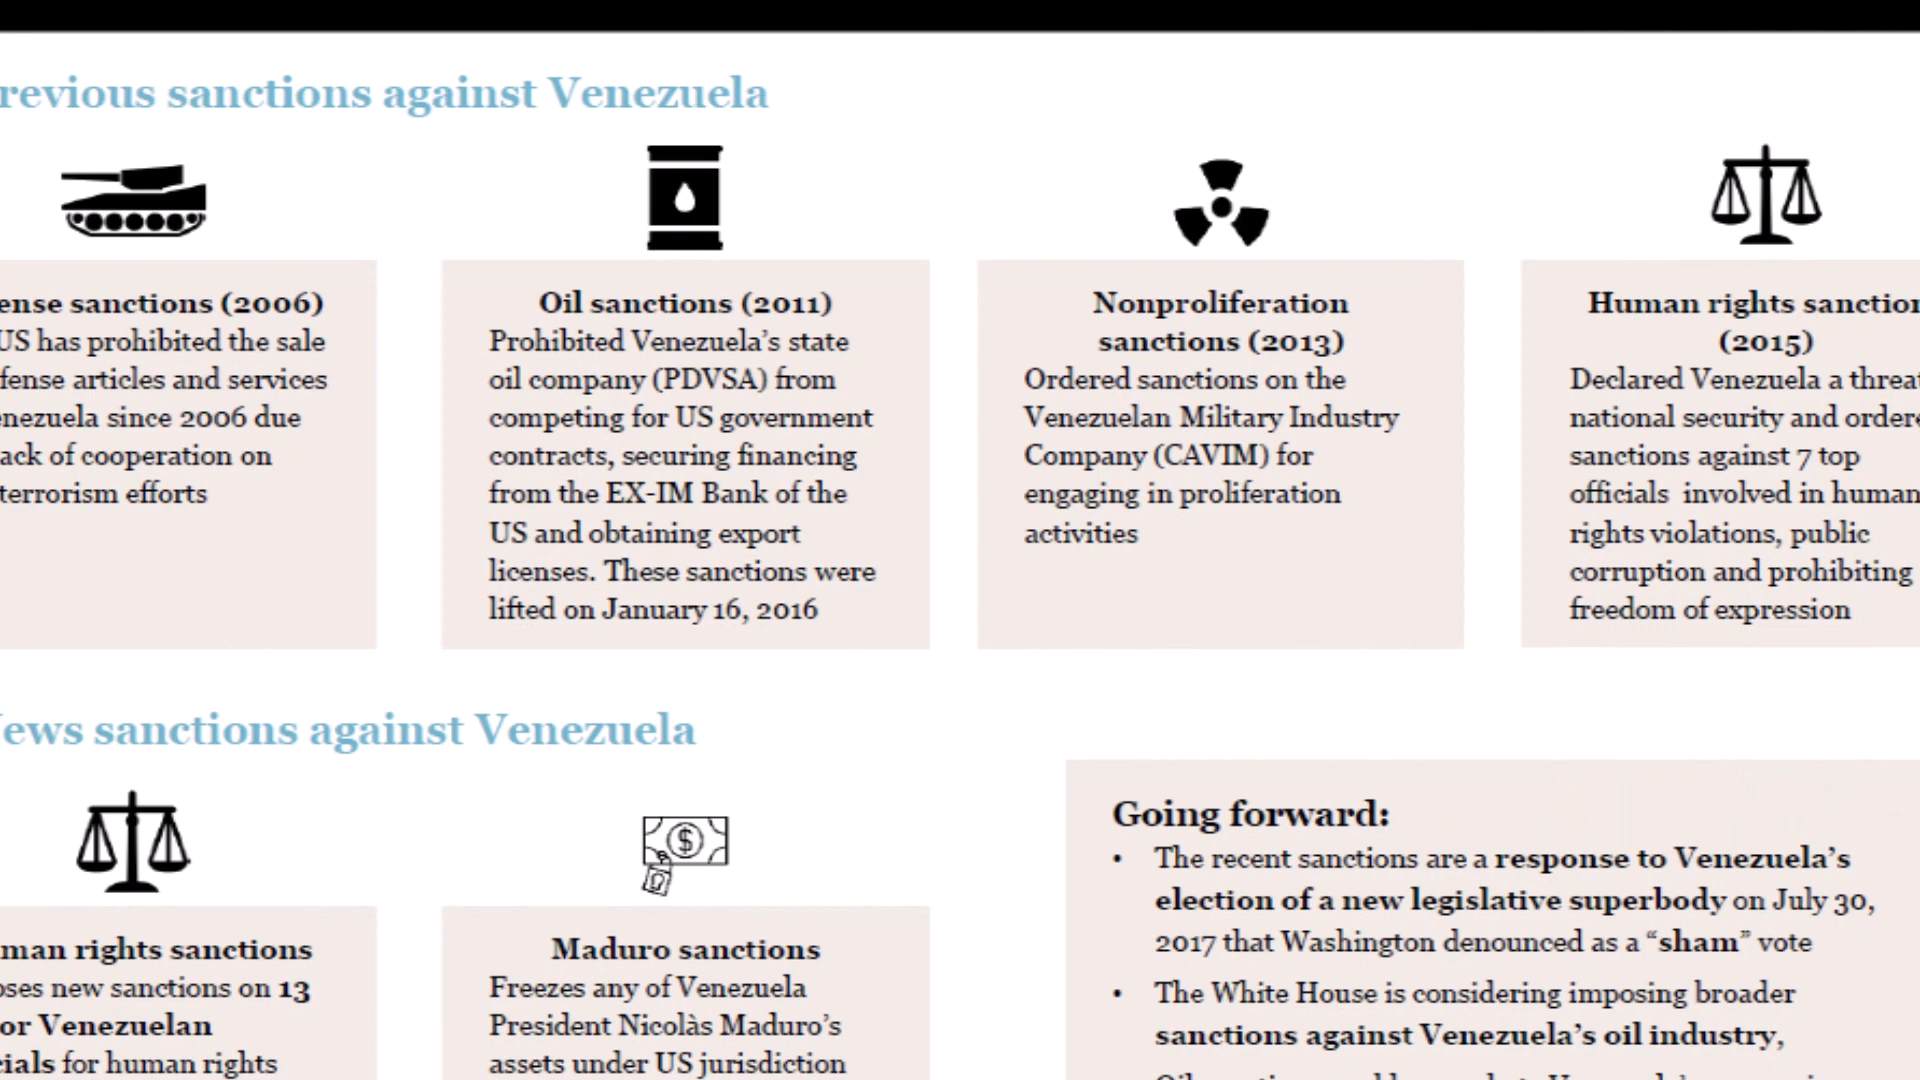 revious sanctions against Venezuela
ense sanctions (2006)
US has prohibited the sale
fense articles and services
enezuela since 2006 due
ack of cooperation on
terrorism efforts
Oil sanctions (2011)
Prohibited Venezuela's state
oil company (PDVSA) from
competing for US government
contracts, securing financing
from the EX-IM Bank of the
US and obtaining export
licenses. These sanctions were
lifted on January 16, 2016
Nonproliferation
sanctions (2013)
Ordered sanctions on the
Venezuelan Military Industry
Company (CAVIM) for
engaging in proliferation
activities
Human rights sanction
(2015)
Declared Venezuela a threat
national security and ordere
sanctions against 7 top
officials involved in human
rights violations, public
corruption and prohibiting
freedom of expression
ews sanctions against Venezuela
man rights sanctions
oses new sanctions on 13
or Venezuelan
cials for human rights
$
Maduro sanctions
Freezes any of Venezuela
President Nicolàs Maduro's
assets under US jurisdiction
Going forward:
• The recent sanctions are a response to Venezuela's
election of a new legislative superbody on July 30,
2017 that Washington denounced as a “sham” vote
• The White House is considering imposing broader
sanctions against Venezuela's oil industry,